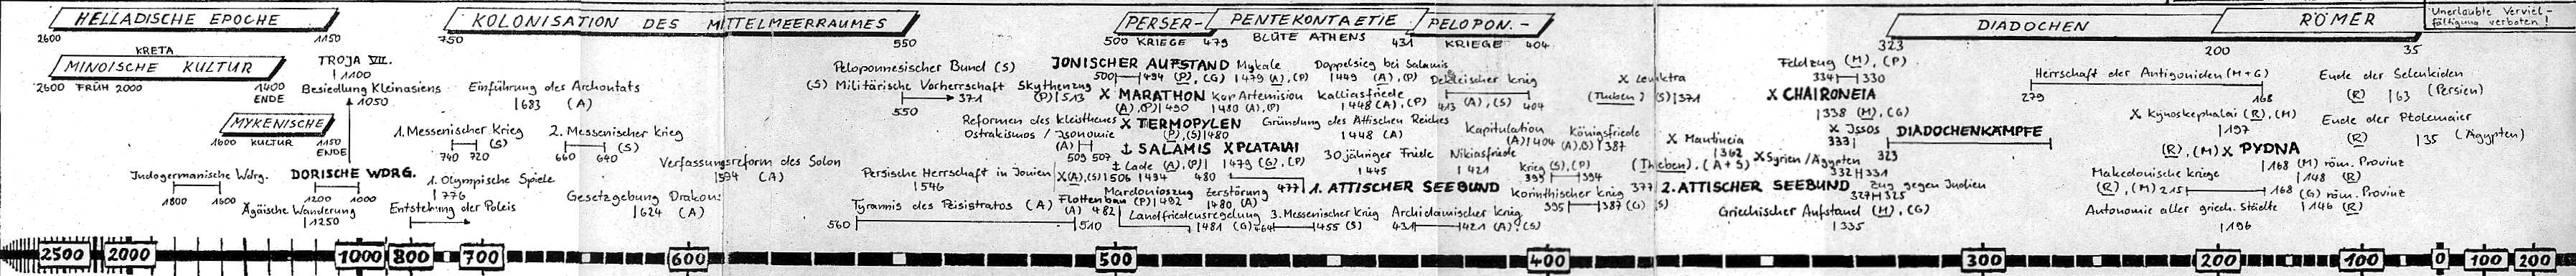 HELLADISCHE EPOCHE
KOLONISATION DES MITTELMEERRAUMES
PERSER-
PENTEKONTAETIE
PELOPON.-
DIADOCHEN
RÖMER
Unerlaubte Verviel-
fältigung verboten!
2600
1150
750
550
500 KRIEGE 479
BLÜTE ATHENS
431 KRIEGE 404
323
200
35
KRETA
MINOISCHE KULTUR
2600 FRÜH 2000
1400
ENDE
TROJA VII.
1100
Besiedlung Kleinasiens
1050
MYKENISCHE
1600 KULTUR 1150
ENDE
Indogermanische Wdrg.
1800 1600
DORISCHE WDRG.
1200 1000
Ägäische Wanderung
1250
Einführung des Archontats
683 (A)
1. Messenischer Krieg
740 720 (S)
2. Messenischer Krieg
660 640 (S)
1. Olympische Spiele
776
Entstehung der Poleis
Verfassungsreform des Solon
594 (A)
Gesetzgebung Drakons
624 (A)
Peloponnesischer Bund (S)
(S) Militärische Vorherrschaft
550 371
Skythenzug
(P) 513
Reformen des Kleisthenes
Ostrakismos / Isonomie
(A) 509 507
Persische Herrschaft in Jonien
546
Tyrannis des Peisistratos (A)
560 510
JONISCHER AUFSTAND
500 494 (P), (G)
X MARATHON
(A), (P) 490
X TERMOPYLEN
(P), (S) 480
SALAMIS
(A), (P) 480
X PLATAIAI
1479 (G), (P)
Lade
494
X (A), (S) 506
Mykale
479 (A), (P)
Kap Artemision
480 (A), (P)
Mardonioszug
(P) 492
Zerstörung
480 (A)
Flottenbau
(A) 482
Landfriedensregelung
481 (G)
Doppelsieg bei Salamis
449 (A), (P)
Kalliasfriede
448 (A), (P)
Gründung des Attischen Reiches
448 (A)
30 jähriger Friede
445
477 1. ATTISCHER SEEBUND
3. Messenischer Krieg
464 455 (S)
Archidamischer Krieg
431 421 (A), (S)
Dekeleischer Krieg
413 (A), (S) 404
Kapitulation
(A) 404
Nikiasfriede
421
Königsfriede
(A), (S) 387
Krieg (S), (P)
399 394
Korinthischer Krieg
395 387 (G) (S)
X Leuktra
(Theben) (S) 371
X Mantineia
362
(Theben), (A+S)
377 2. ATTISCHER SEEBUND
Feldzug (M), (P)
334 330
X CHAIRONEIA
338 (M), (G)
X Issos
333
X Syrien / Ägypten
332 331
Zug gegen Indien
327 325
Griechischer Aufstand (M), (G)
335
DIADOCHENKÄMPFE
323
Herrschaft der Antigoniden (M+G)
279 168
X Kynoskephalai (R), (M)
197
(R), (M) X PYDNA
168 (M) röm. Provinz
148 (R)
Makedonische Kriege
(R), (M) 215 168
(G) röm. Provinz
146 (R)
Autonomie aller griech. Städte
196
Ende der Seleukiden
(R) 63 (Persien)
Ende der Ptolemaier
(R) 35 (Ägypten)
2500 2000 1000 800 700 600 500 400 300 200 100 0 100 200